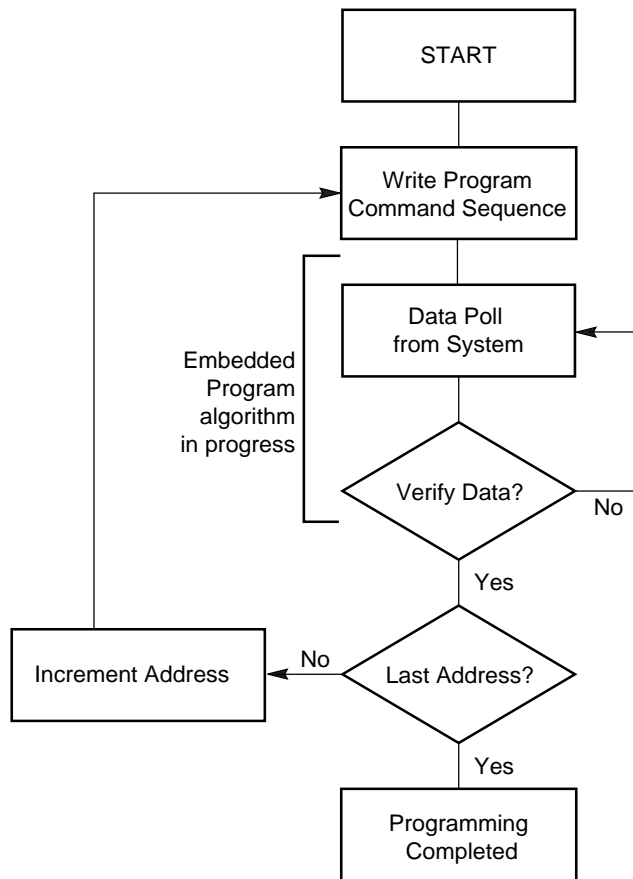 START
Write Program
Command Sequence
Data Poll
from System
Embedded
Program
algorithm
in progress
Verify Data?
No
Yes
Increment Address
No
Last Address?
Yes
Programming
Completed